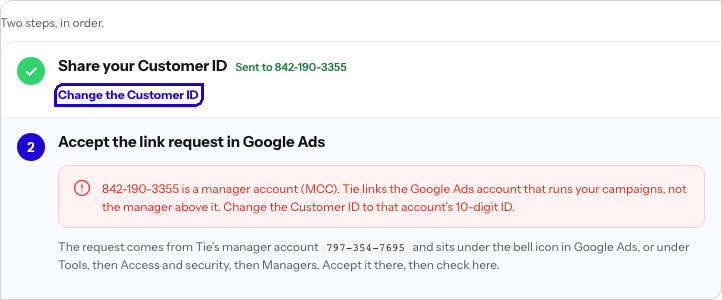 Two steps, in order.
Share your Customer ID Sent to 842-190-3355
Change the Customer ID
2 Accept the link request in Google Ads
842-190-3355 is a manager account (MCC). Tie links the Google Ads account that runs your campaigns, not
the manager above it. Change the Customer ID to that account's 10-digit ID.
The request comes from Tie's manager account 797-354-7695 and sits under the bell icon in Google Ads, or under
Tools, then Access and security, then Managers. Accept it there, then check here.